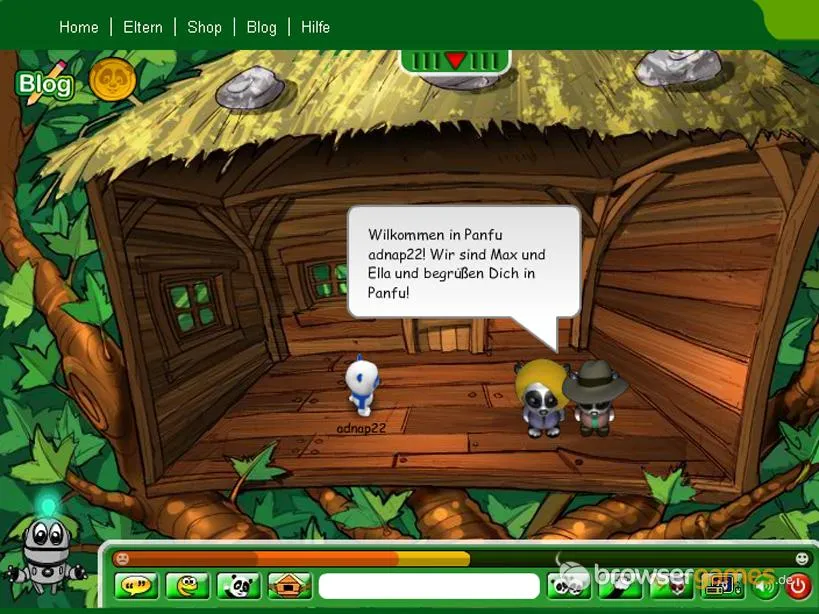 Home | Eltern | Shop | Blog | Hilfe
Blog
Wilkommen in Panfu
adnap22! Wir sind Max und
Ella und begrüßen Dich in
Panfu!
adnap22
browsergames.de